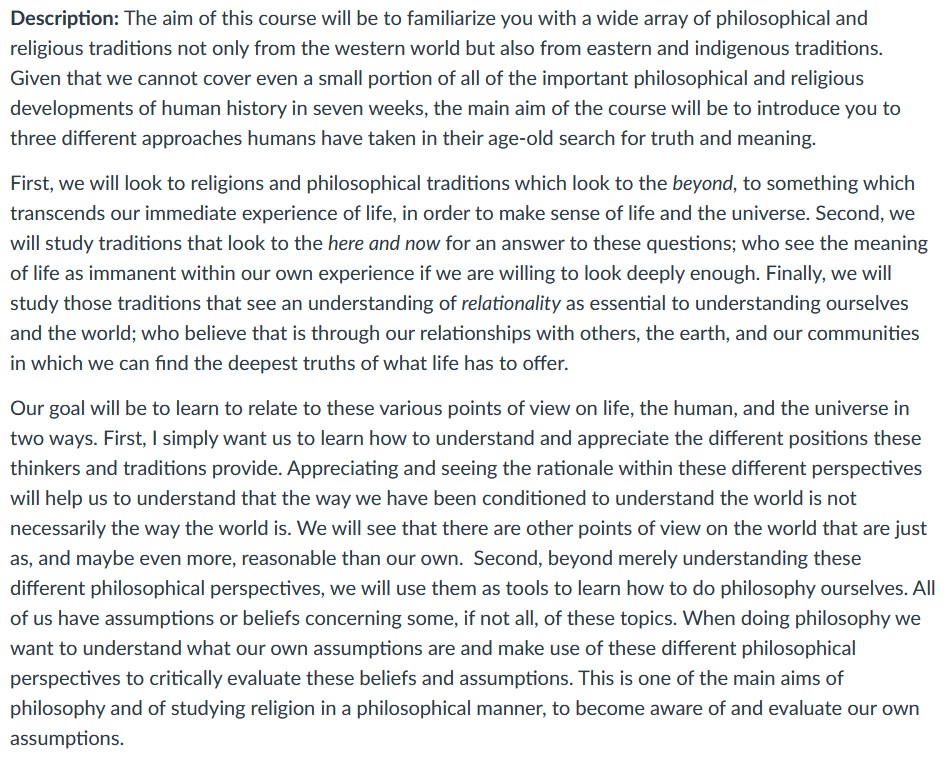 Description: The aim of this course will be to familiarize you with a wide array of philosophical and
religious traditions not only from the western world but also from eastern and indigenous traditions.
Given that we cannot cover even a small portion of all of the important philosophical and religious
developments of human history in seven weeks, the main aim of the course will be to introduce you to
three different approaches humans have taken in their age-old search for truth and meaning.
First, we will look to religions and philosophical traditions which look to the beyond, to something which
transcends our immediate experience of life, in order to make sense of life and the universe. Second, we
will study traditions that look to the here and now for an answer to these questions; who see the meaning
of life as immanent within our own experience if we are willing to look deeply enough. Finally, we will
study those traditions that see an understanding of relationality as essential to understanding ourselves
and the world; who believe that is through our relationships with others, the earth, and our communities
in which we can find the deepest truths of what life has to offer.
Our goal will be to learn to relate to these various points of view on life, the human, and the universe in
two ways. First, I simply want us to learn how to understand and appreciate the different positions these
thinkers and traditions provide. Appreciating and seeing the rationale within these different perspectives
will help us to understand that the way we have been conditioned to understand the world is not
necessarily the way the world is. We will see that there are other points of view on the world that are just
as, and maybe even more, reasonable than our own.  Second, beyond merely understanding these
different philosophical perspectives, we will use them as tools to learn how to do philosophy ourselves. All
of us have assumptions or beliefs concerning some, if not all, of these topics. When doing philosophy we
want to understand what our own assumptions are and make use of these different philosophical
perspectives to critically evaluate these beliefs and assumptions. This is one of the main aims of
philosophy and of studying religion in a philosophical manner, to become aware of and evaluate our own
assumptions.